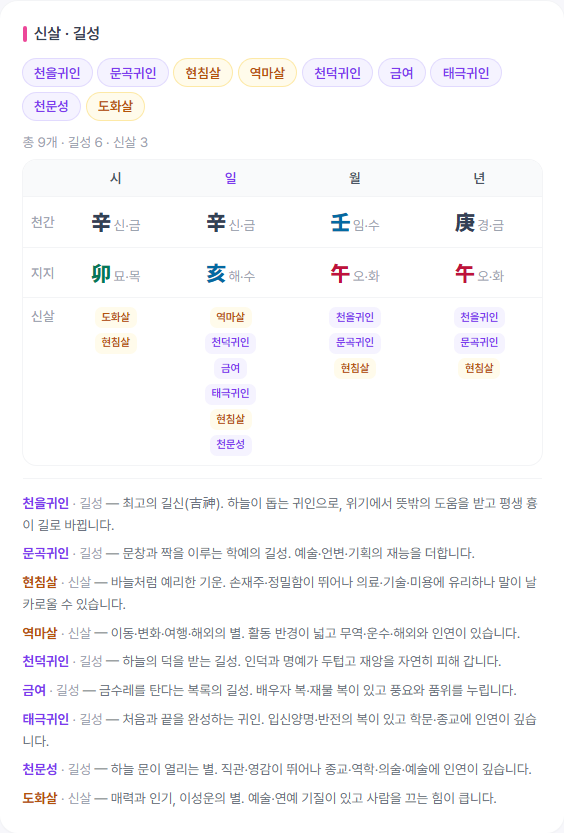 신살 · 길성
천을귀인 문곡귀인 현침살 역마살 천덕귀인 금여 태극귀인
천문성 도화살
총 9개 · 길성 6 · 신살 3
시 일 월 년
천간 辛 신·금 辛 신·금 壬 임·수 庚 경·금
지지 卯 묘·목 亥 해·수 午 오·화 午 오·화
신살 도화살 역마살 천을귀인 천을귀인
현침살 천덕귀인 문곡귀인 문곡귀인
금여 현침살 현침살
태극귀인
현침살
천문성
천을귀인 · 길성 — 최고의 길신(吉神). 하늘이 돕는 귀인으로, 위기에서 뜻밖의 도움을 받고 평생 흉
이 길로 바뀝니다.
문곡귀인 · 길성 — 문창과 짝을 이루는 학예의 길성. 예술·언변·기획의 재능을 더합니다.
현침살 · 신살 — 바늘처럼 예리한 기운. 손재주·정밀함이 뛰어나 의료·기술·미용에 유리하나 말이 날
카로울 수 있습니다.
역마살 · 신살 — 이동·변화·여행·해외의 별. 활동 반경이 넓고 무역·운수·해외와 인연이 있습니다.
천덕귀인 · 길성 — 하늘의 덕을 받는 길성. 인덕과 명예가 두텁고 재앙을 자연히 피해 갑니다.
금여 · 길성 — 금수레를 탄다는 복록의 길성. 배우자 복·재물 복이 있고 풍요와 품위를 누립니다.
태극귀인 · 길성 — 처음과 끝을 완성하는 귀인. 입신양명·반전의 복이 있고 학문·종교에 인연이 깊습
니다.
천문성 · 길성 — 하늘 문이 열리는 별. 직관·영감이 뛰어나 종교·역학·의술·예술에 인연이 깊습니다.
도화살 · 신살 — 매력과 인기, 이성운의 별. 예술·연예 기질이 있고 사람을 끄는 힘이 큽니다.